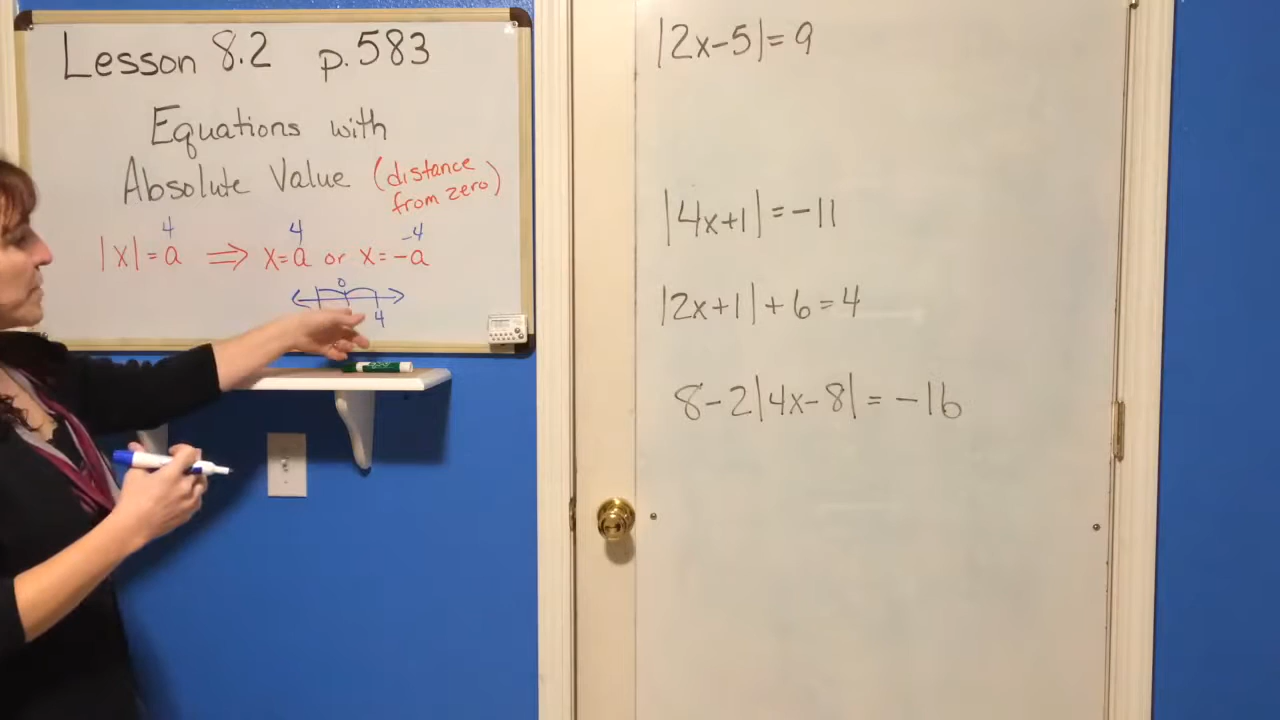 Lesson 8.2 p.583
Equations with
Absolute Value (distance from zero)
4 4 -4
|x| = a ⟹ x=a or x=-a
0
4
|2x-5|= 9
|4x+1| = -11
|2x+1| + 6 = 4
8-2|4x-8| = -16